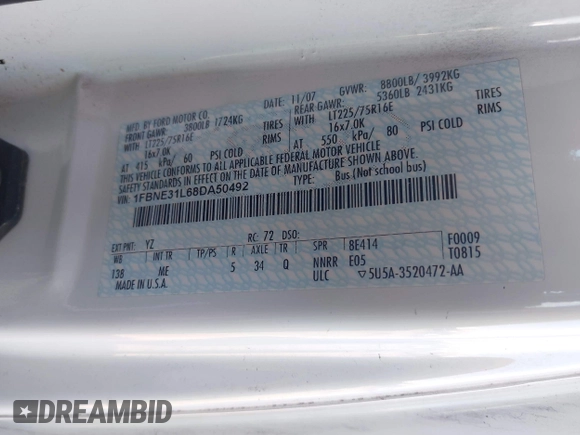 MFD. BY FORD MOTOR CO.
DATE: 11/07 GVWR: 8800LB/ 3992KG
FRONT GAWR: 3800LB 1724KG
REAR GAWR: 5360LB 2431KG
WITH LT225/75R16E TIRES
WITH LT225/75R16E TIRES
16x7.0K RIMS
16x7.0K RIMS
AT 415 kPa/ 60 PSI COLD
AT 550 kPa/ 80 PSI COLD
THIS VEHICLE CONFORMS TO ALL APPLICABLE FEDERAL MOTOR VEHICLE
SAFETY STANDARDS IN EFFECT ON THE DATE OF MANUFACTURE SHOWN ABOVE.
1FBNE31L68DA50492
TYPE: Bus.(Not school bus)
EXT PNT: YZ RC: 72 DSO:
WB INT TR TP/PS R AXLE TR SPR 8E414 F0009
138 ME 5 34 Q NNRR E05 T0815
MADE IN U.S.A. ULC ▽5U5A-3520472-AA
DREAMBID